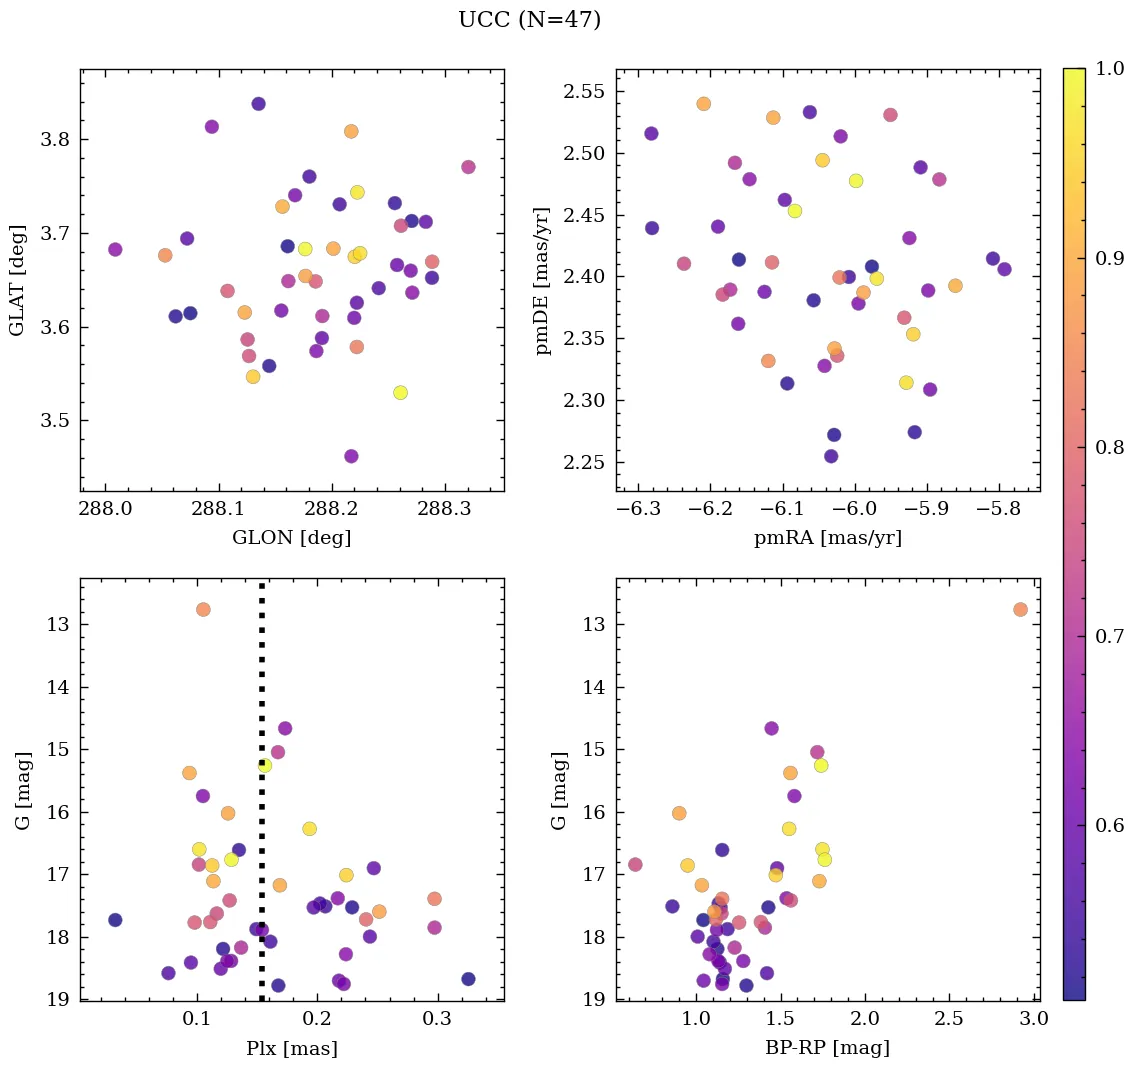 UCC (N=47)
3.8
3.7
3.6
3.5
GLAT [deg]
288.0 288.1 288.2 288.3
GLON [deg]
2.55
2.50
2.45
2.40
2.35
2.30
2.25
pmDE [mas/yr]
−6.3 −6.2 −6.1 −6.0 −5.9 −5.8
pmRA [mas/yr]
13
14
15
16
17
18
19
G [mag]
0.1 0.2 0.3
Plx [mas]
13
14
15
16
17
18
19
G [mag]
1.0 1.5 2.0 2.5 3.0
BP-RP [mag]
1.0
0.9
0.8
0.7
0.6